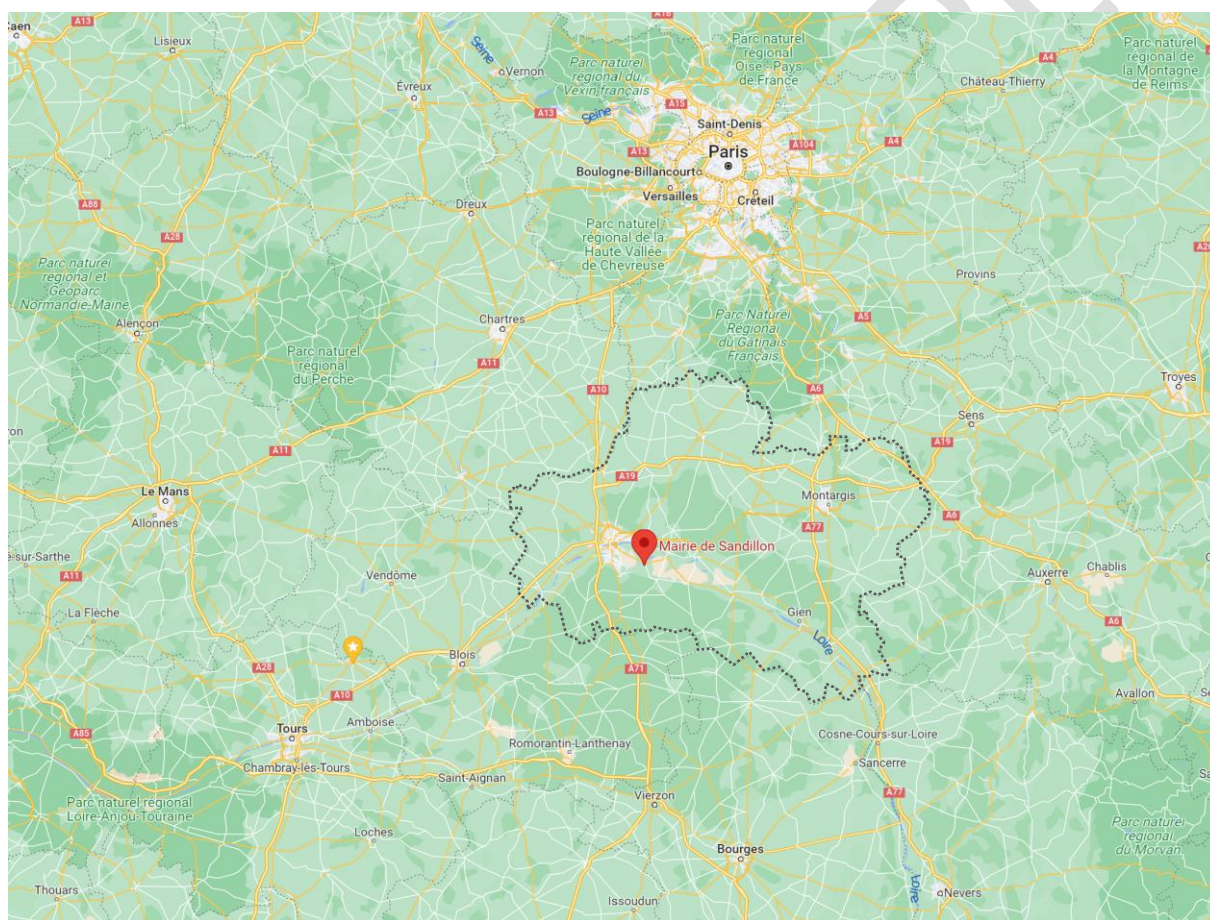 A13
A16
Caen
Lisieux
Seine
Parc naturel
régional
Oise - Pays
de France
Parc naturel
régional de
la Montagne
de Reims
Vernon
Parc naturel
régional du
Vexin français
A4
Château-Thierry
Évreux
A13
Seine
A15
Saint-Denis
A13
A104
A4
Paris
Boulogne-Billancourt
Versailles
Créteil
A88
Dreux
A28
Parc naturel
régional de la
Haute Vallée
de Chevreuse
Parc naturel
régional et
Géoparc
Normandie-Maine
Provins
Alençon
Chartres
Parc Naturel
Régional
du Gâtinais
Français
A5
Parc naturel
régional
du Perche
A11
A10
A6
Troyes
Sens
A11
A19
A19
Le Mans
Allonnes
Montargis
A6
A77
Mairie de Sandillon
-sur-Sarthe
A11
Vendôme
Auxerre
Chablis
La Flèche
Gien
Loire
A6
Blois
A28
A71
A10
Avallon
Amboise
Tours
A85
Romorantin-Lanthenay
Cosne-Cours-sur-Loire
Chambray-lès-Tours
Saint-Aignan
Sancerre
Parc naturel régional
Loire-Anjou-Touraine
Vierzon
A77
Loches
Parc naturel
régional
du Morvan
Bourges
Loire
Thouars
Issoudun
Nevers